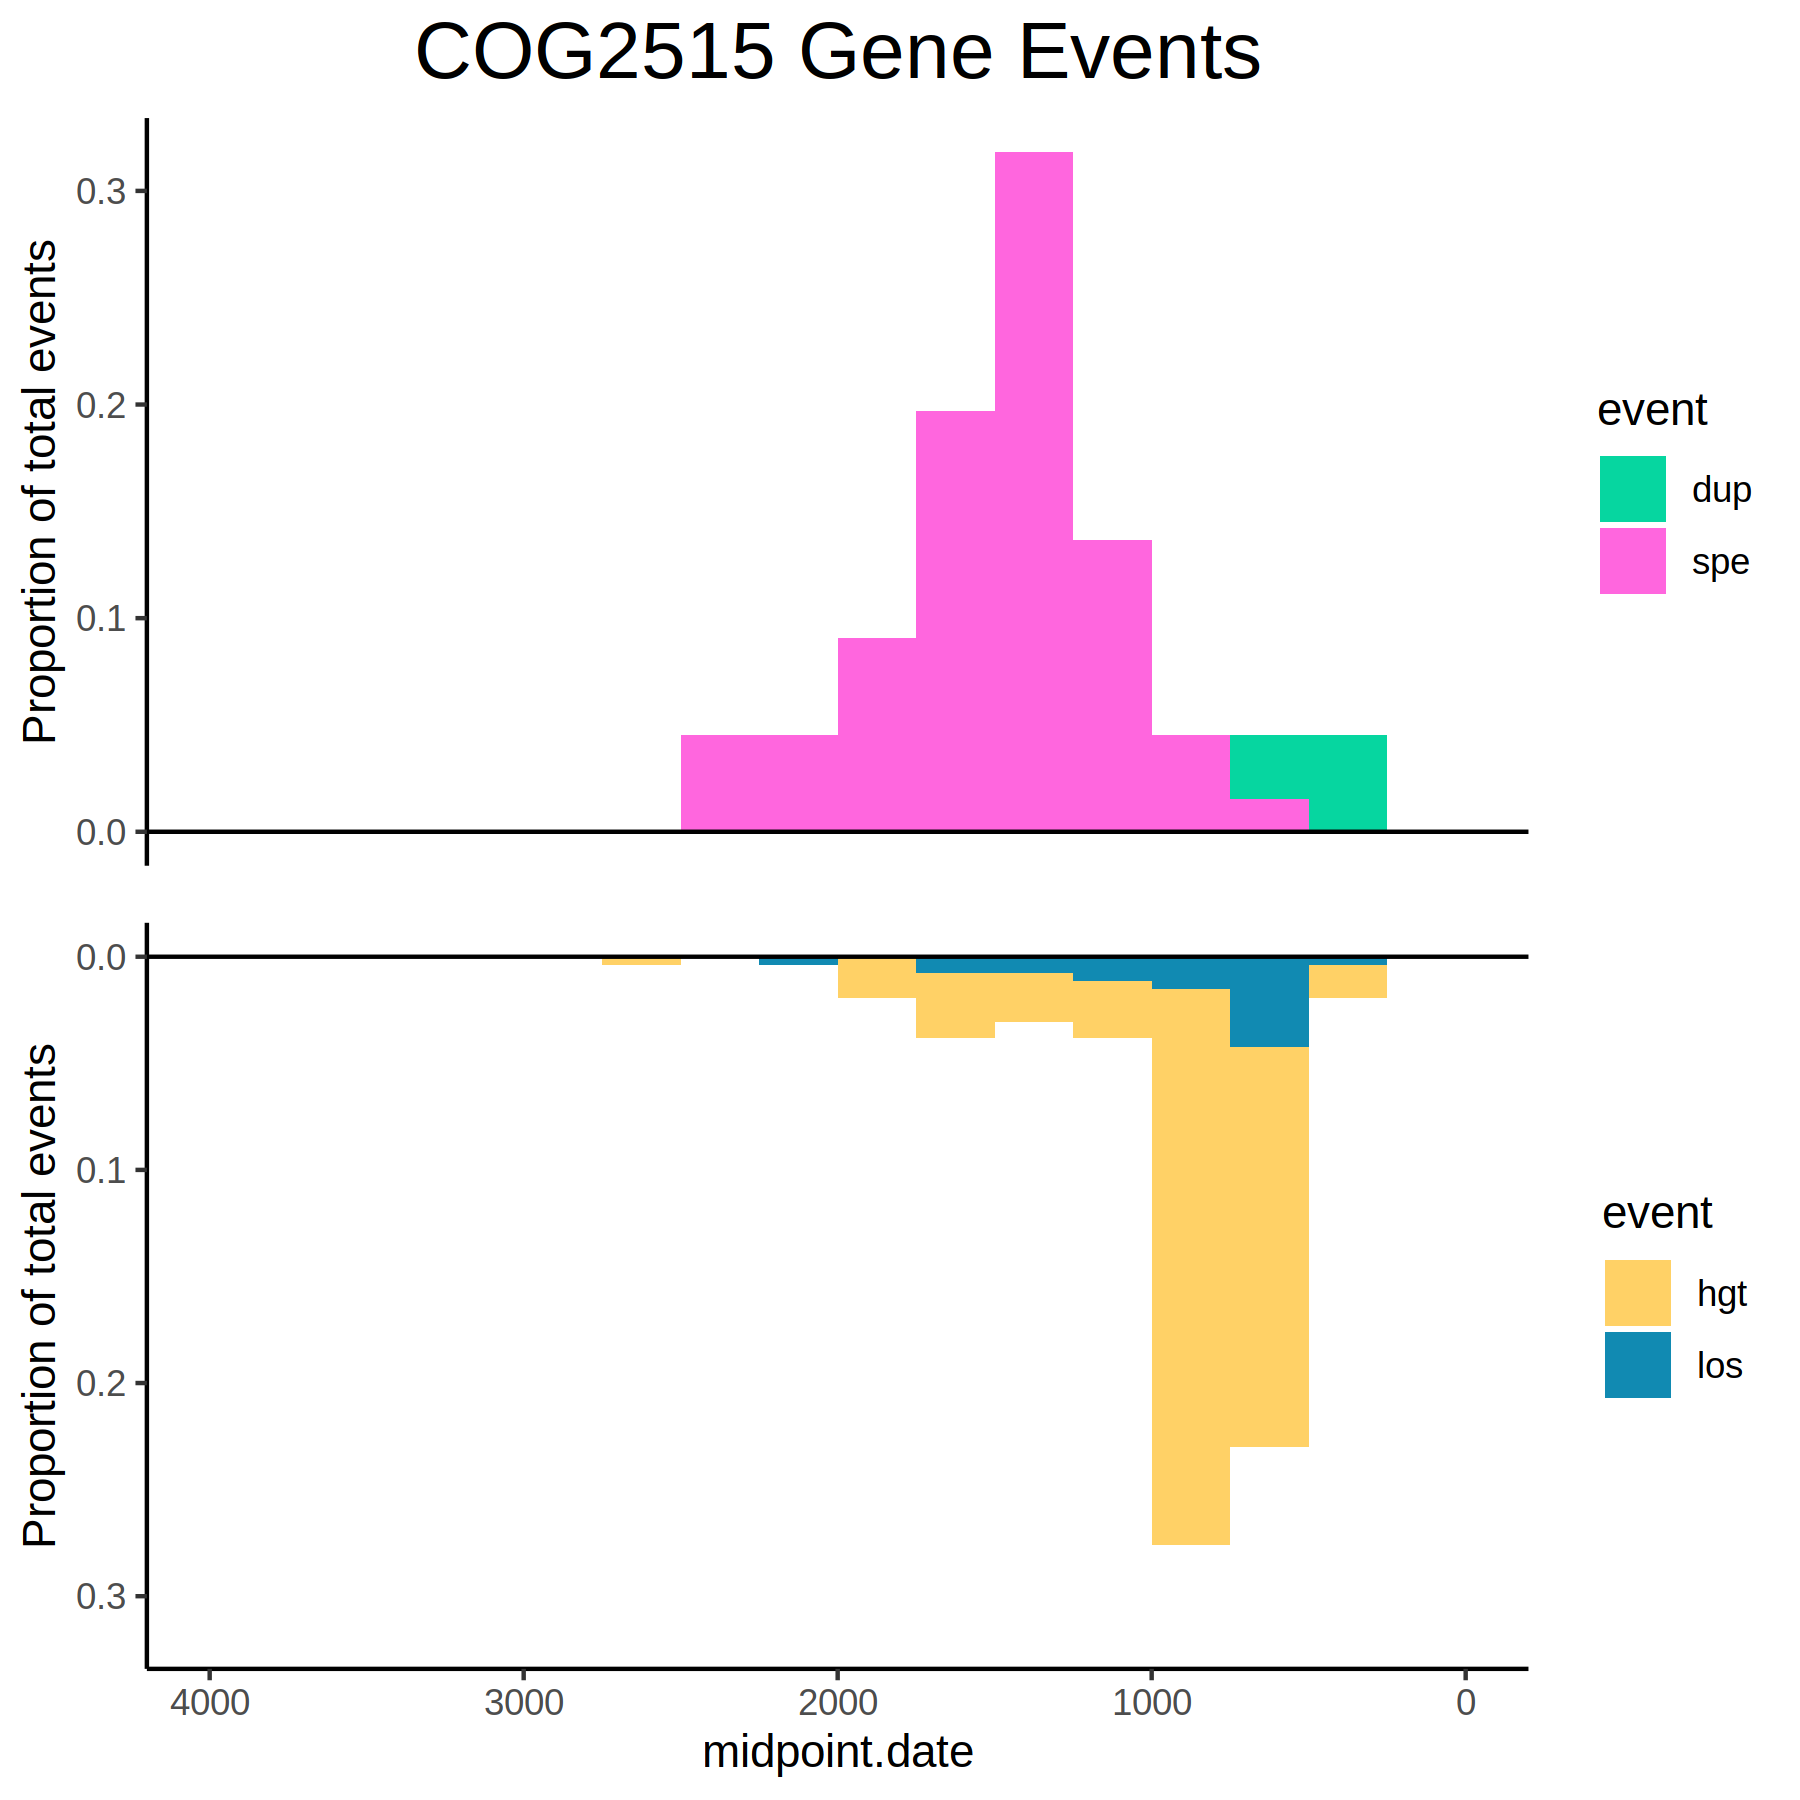 COG2515 Gene Events
Proportion of total events
0.3
0.2
0.1
0.0
event
dup
spe
Proportion of total events
0.0
0.1
0.2
0.3
event
hgt
los
4000 3000 2000 1000 0
midpoint.date